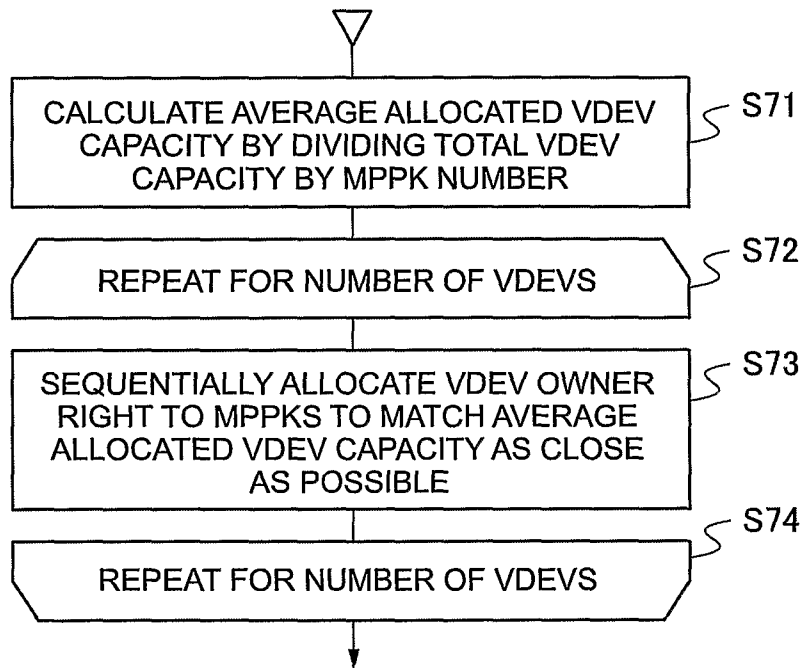 CALCULATE AVERAGE ALLOCATED VDEV
CAPACITY BY DIVIDING TOTAL VDEV
CAPACITY BY MPPK NUMBER
S71
REPEAT FOR NUMBER OF VDEVS
S72
SEQUENTIALLY ALLOCATE VDEV OWNER
RIGHT TO MPPKS TO MATCH AVERAGE
ALLOCATED VDEV CAPACITY AS CLOSE
AS POSSIBLE
S73
REPEAT FOR NUMBER OF VDEVS
S74